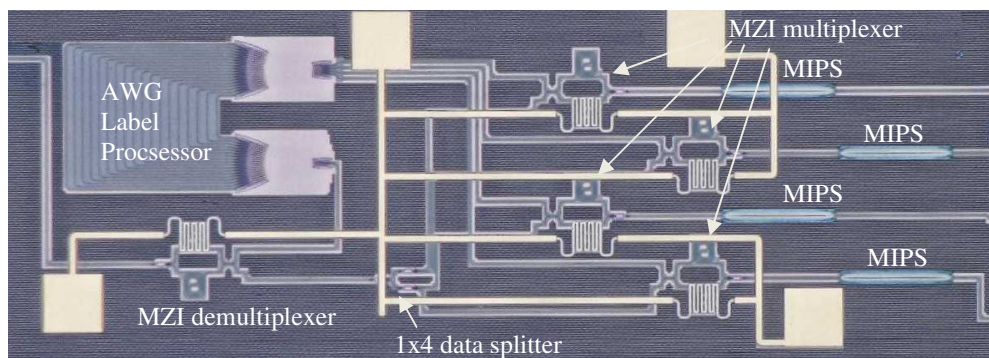 MZI multiplexer
MIPS
AWG
Label
Procsessor
MIPS
MIPS
MIPS
MZI demultiplexer
1x4 data splitter